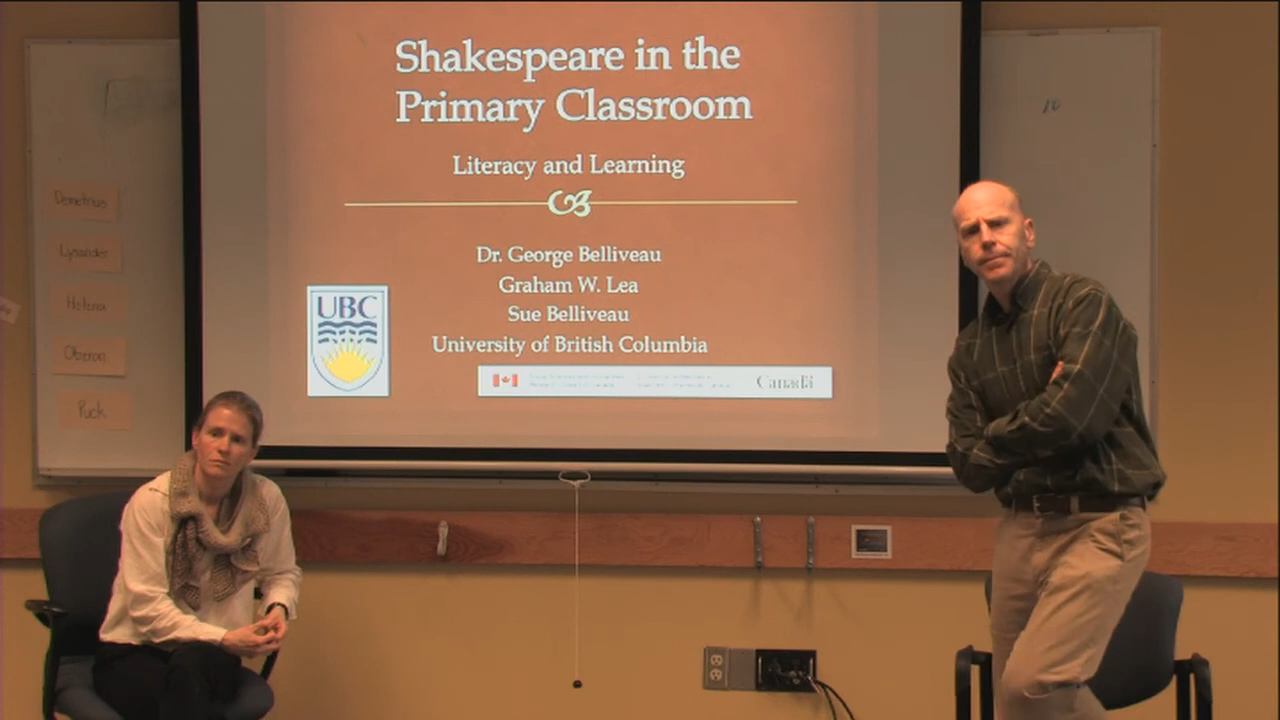 Shakespeare in the
Primary Classroom
Literacy and Learning
Dr. George Belliveau
Graham W. Lea
Sue Belliveau
University of British Columbia
UBC
Canada
Demetrius
Lysander
Helena
Oberon
Puck
10